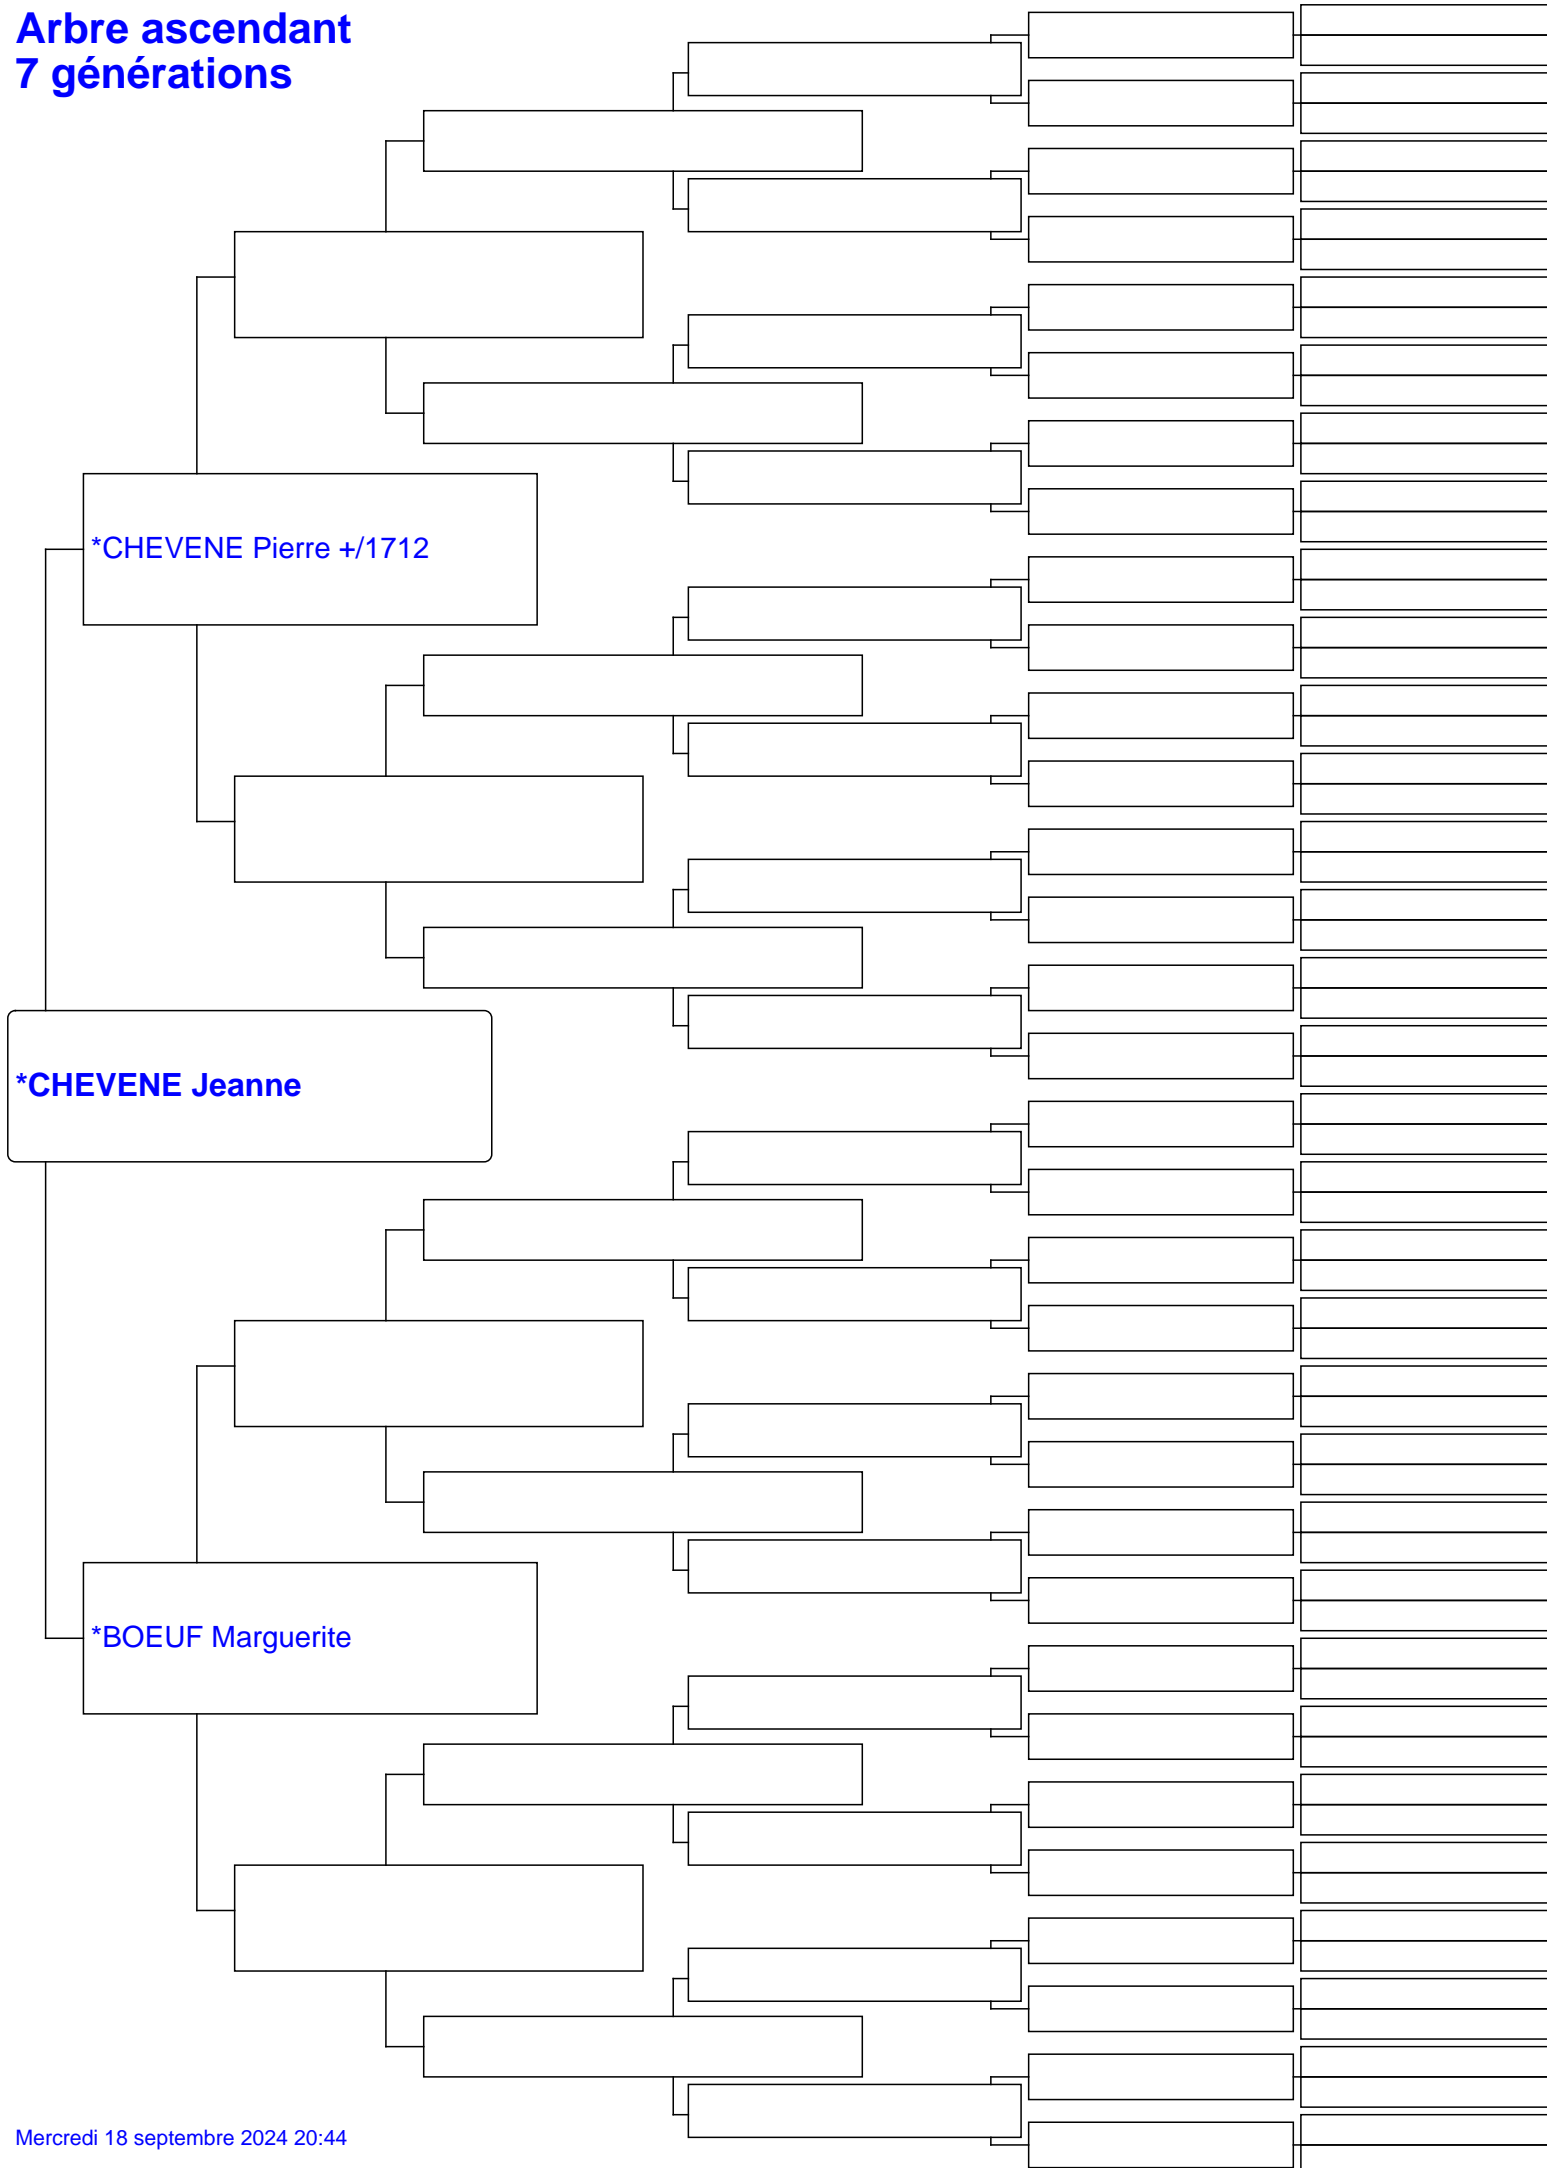 Arbre ascendant
7 générations
*CHEVENE Pierre +/1712
*CHEVENE Jeanne
*BOEUF Marguerite
Mercredi 18 septembre 2024 20:44